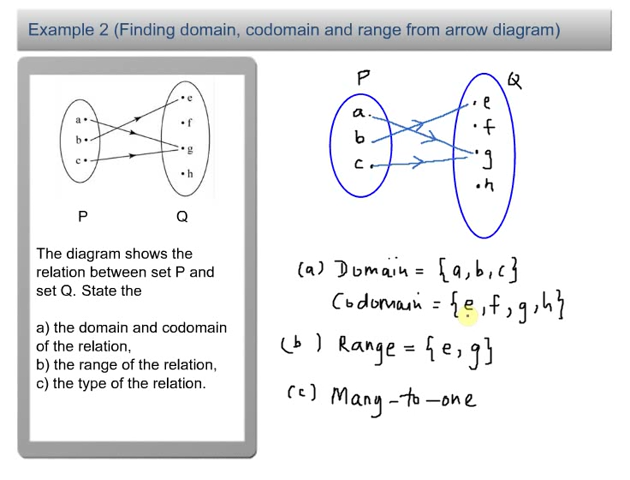 Example 2 (Finding domain, codomain and range from arrow diagram)
a
b
c
e
f
g
h
P Q
The diagram shows the
relation between set P and
set Q. State the
a) the domain and codomain
of the relation,
b) the range of the relation,
c) the type of the relation.
P Q
a
b
c
e
f
g
h
(a) Domain = {a, b, c}
Codomain = {e, f, g, h}
(b) Range = {e, g}
(c) Many-to-one